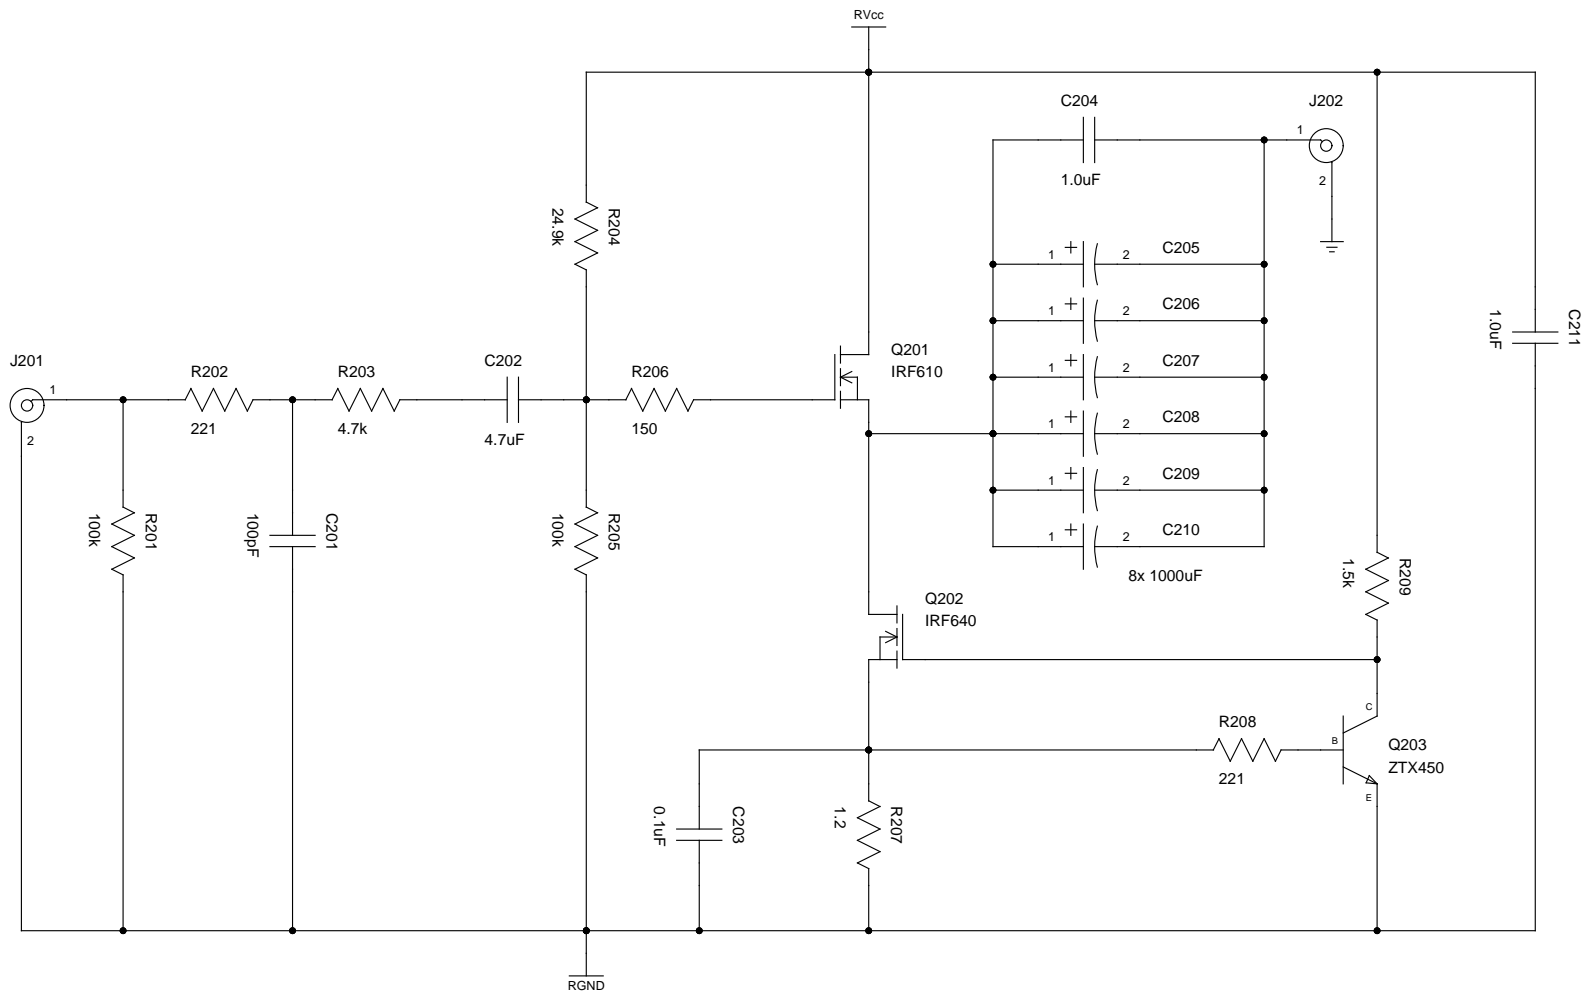 RVcc
C204
1.0uF
J202
1
2
R204
24.9k
1
+
2
C205
1
+
2
C206
1
+
2
C207
1
+
2
C208
1
+
2
C209
1
+
2
C210
8x 1000uF
C211
1.0uF
Q201
IRF610
J201
1
2
R202
221
R203
4.7k
C202
4.7uF
R206
150
R201
100k
C201
100pF
R205
100k
R209
1.5k
Q202
IRF640
R208
221
C
B
E
Q203
ZTX450
C203
0.1uF
R207
1.2
RGND